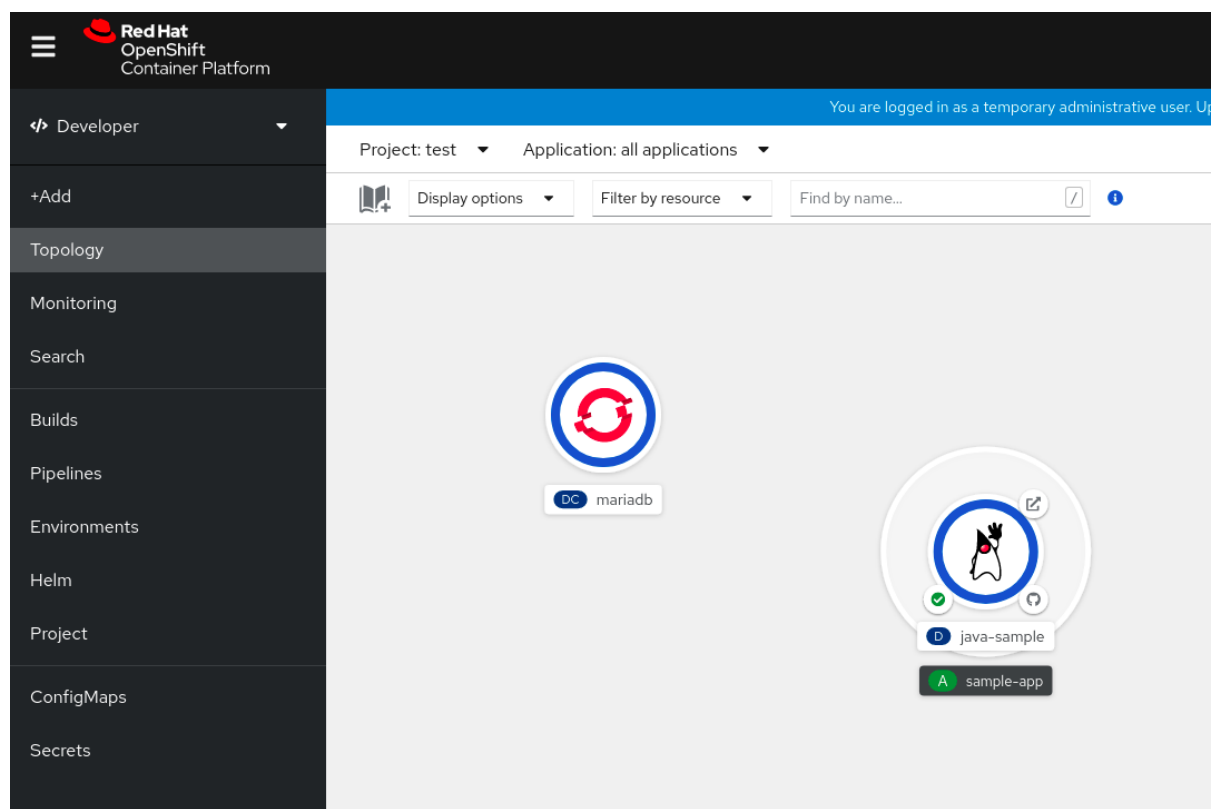 Red Hat
OpenShift
Container Platform
Developer
You are logged in as a temporary administrative user. Up
Project: test
Application: all applications
+Add
Display options
Filter by resource
Find by name...
/
Topology
Monitoring
Search
Builds
Pipelines
Environments
Helm
Project
ConfigMaps
Secrets
DC mariadb
D java-sample
A sample-app